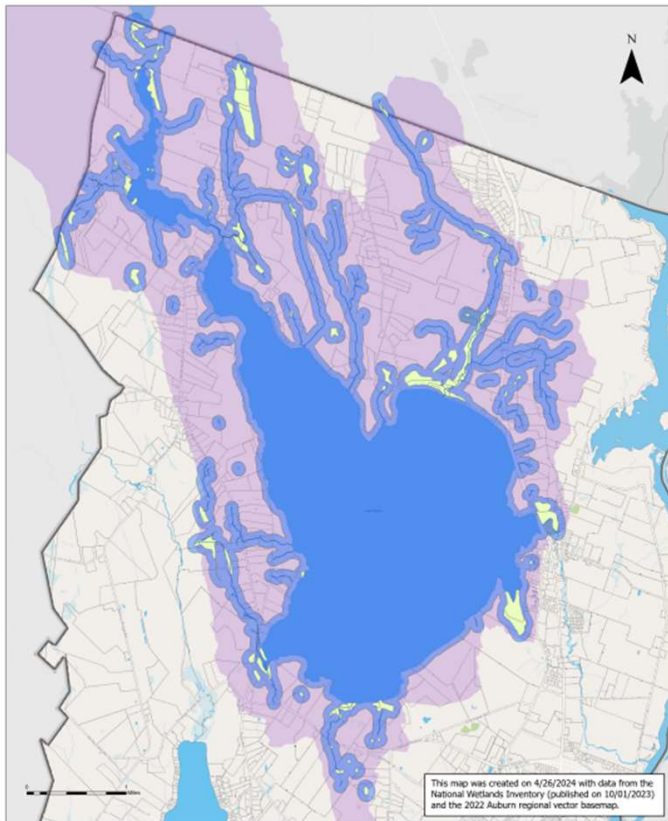 N
This map was created on 4/26/2024 with data from the
National Wetlands Inventory (published on 10/01/2023)
and the 2022 Auburn regional vector basemap.